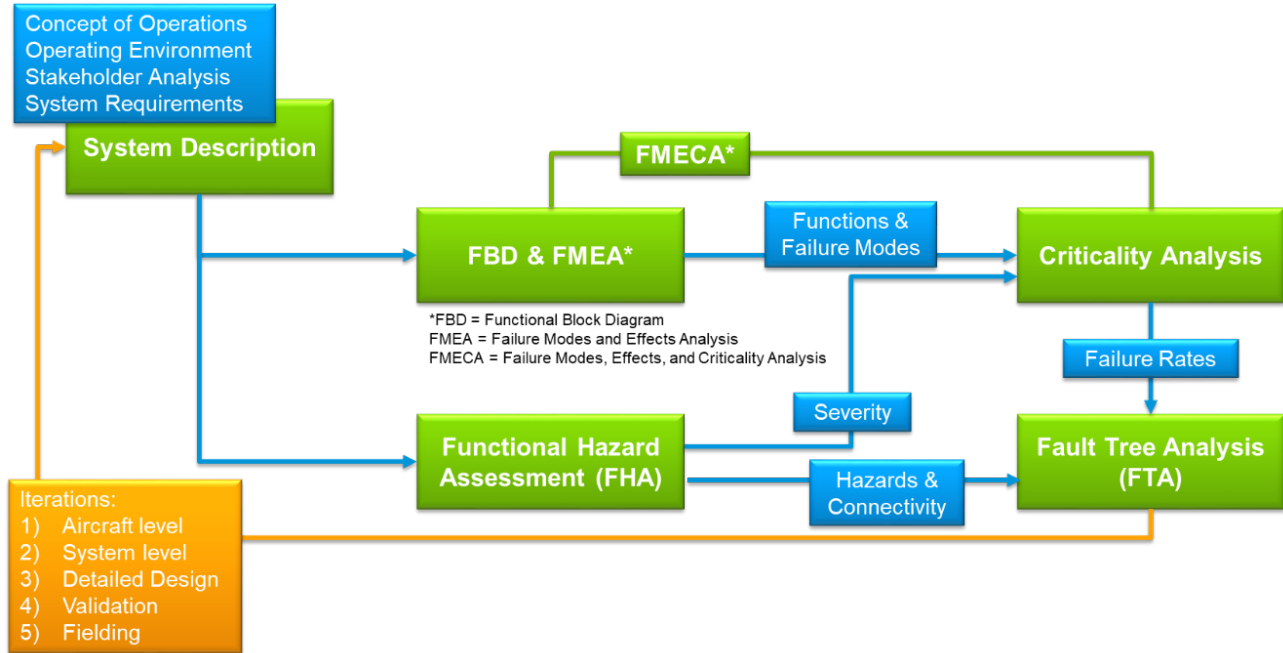 Concept of Operations
Operating Environment
Stakeholder Analysis
System Requirements
System Description
FMECA*
FBD & FMEA*
Functions &
Failure Modes
Criticality Analysis
*FBD = Functional Block Diagram
FMEA = Failure Modes and Effects Analysis
FMECA = Failure Modes, Effects, and Criticality Analysis
Failure Rates
Severity
Functional Hazard
Assessment (FHA)
Hazards &
Connectivity
Fault Tree Analysis
(FTA)
Iterations:
1) Aircraft level
2) System level
3) Detailed Design
4) Validation
5) Fielding